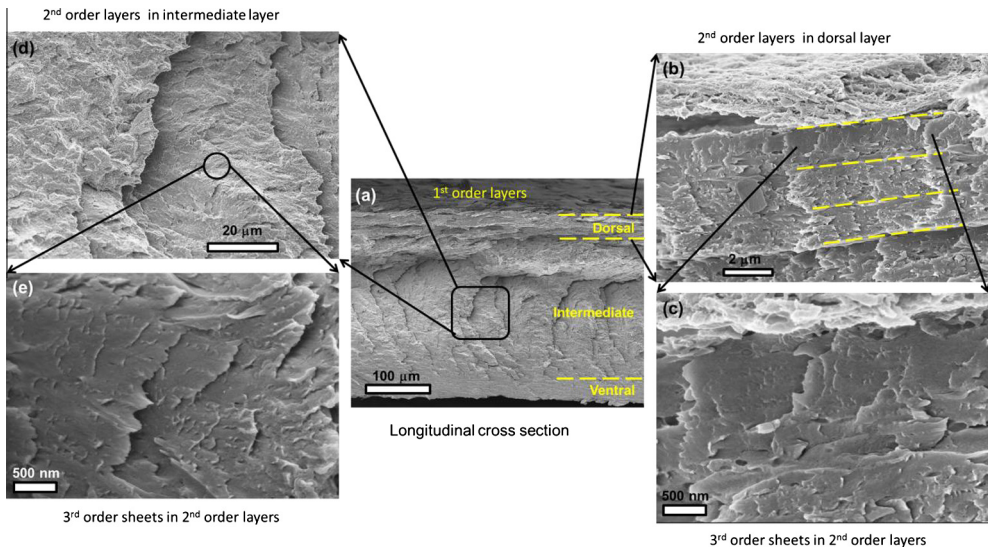 2nd order layers in intermediate layer
(d)
20 μm
(e)
500 nm
3rd order sheets in 2nd order layers
(a)
1st order layers
Dorsal
Intermediate
Ventral
100 μm
Longitudinal cross section
2nd order layers in dorsal layer
(b)
2 μm
(c)
500 nm
3rd order sheets in 2nd order layers